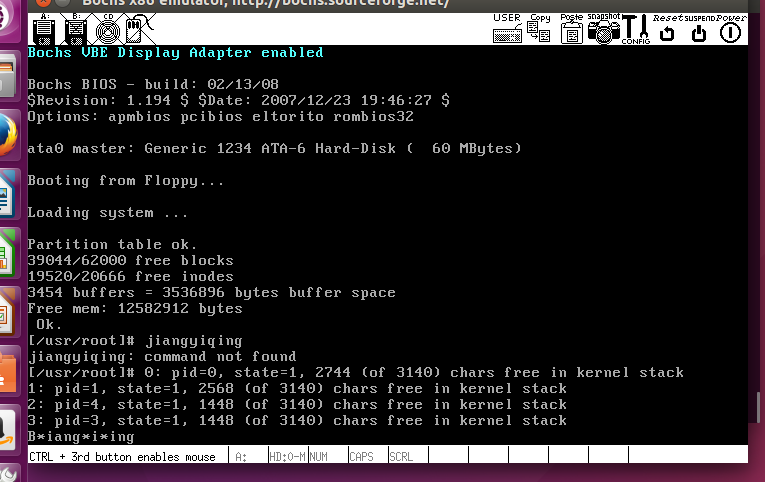 Bochs x86 emulator, http://bochs.sourceforge.net/
A:
B:
CD
USER
Copy
Paste
snapshot
CONFIG
Reset
SUSPEND
Power
Bochs VBE Display Adapter enabled
Bochs BIOS - build: 02/13/08
$Revision: 1.194 $ $Date: 2007/12/23 19:46:27 $
Options: apmbios pcibios eltorito rombios32
ata0 master: Generic 1234 ATA-6 Hard-Disk (  60 MBytes)
Booting from Floppy...
Loading system ...
Partition table ok.
39044/62000 free blocks
19520/20666 free inodes
3454 buffers = 3536896 bytes buffer space
Free mem: 12582912 bytes
 Ok.
[/usr/root]# jiangyiqing
jiangyiqing: command not found
[/usr/root]# 0: pid=0, state=1, 2744 (of 3140) chars free in kernel stack
1: pid=1, state=1, 2568 (of 3140) chars free in kernel stack
2: pid=4, state=1, 1448 (of 3140) chars free in kernel stack
3: pid=3, state=1, 1448 (of 3140) chars free in kernel stack
B*iang*i*ing
CTRL + 3rd button enables mouse
A:
HD:0-M
NUM
CAPS
SCRL